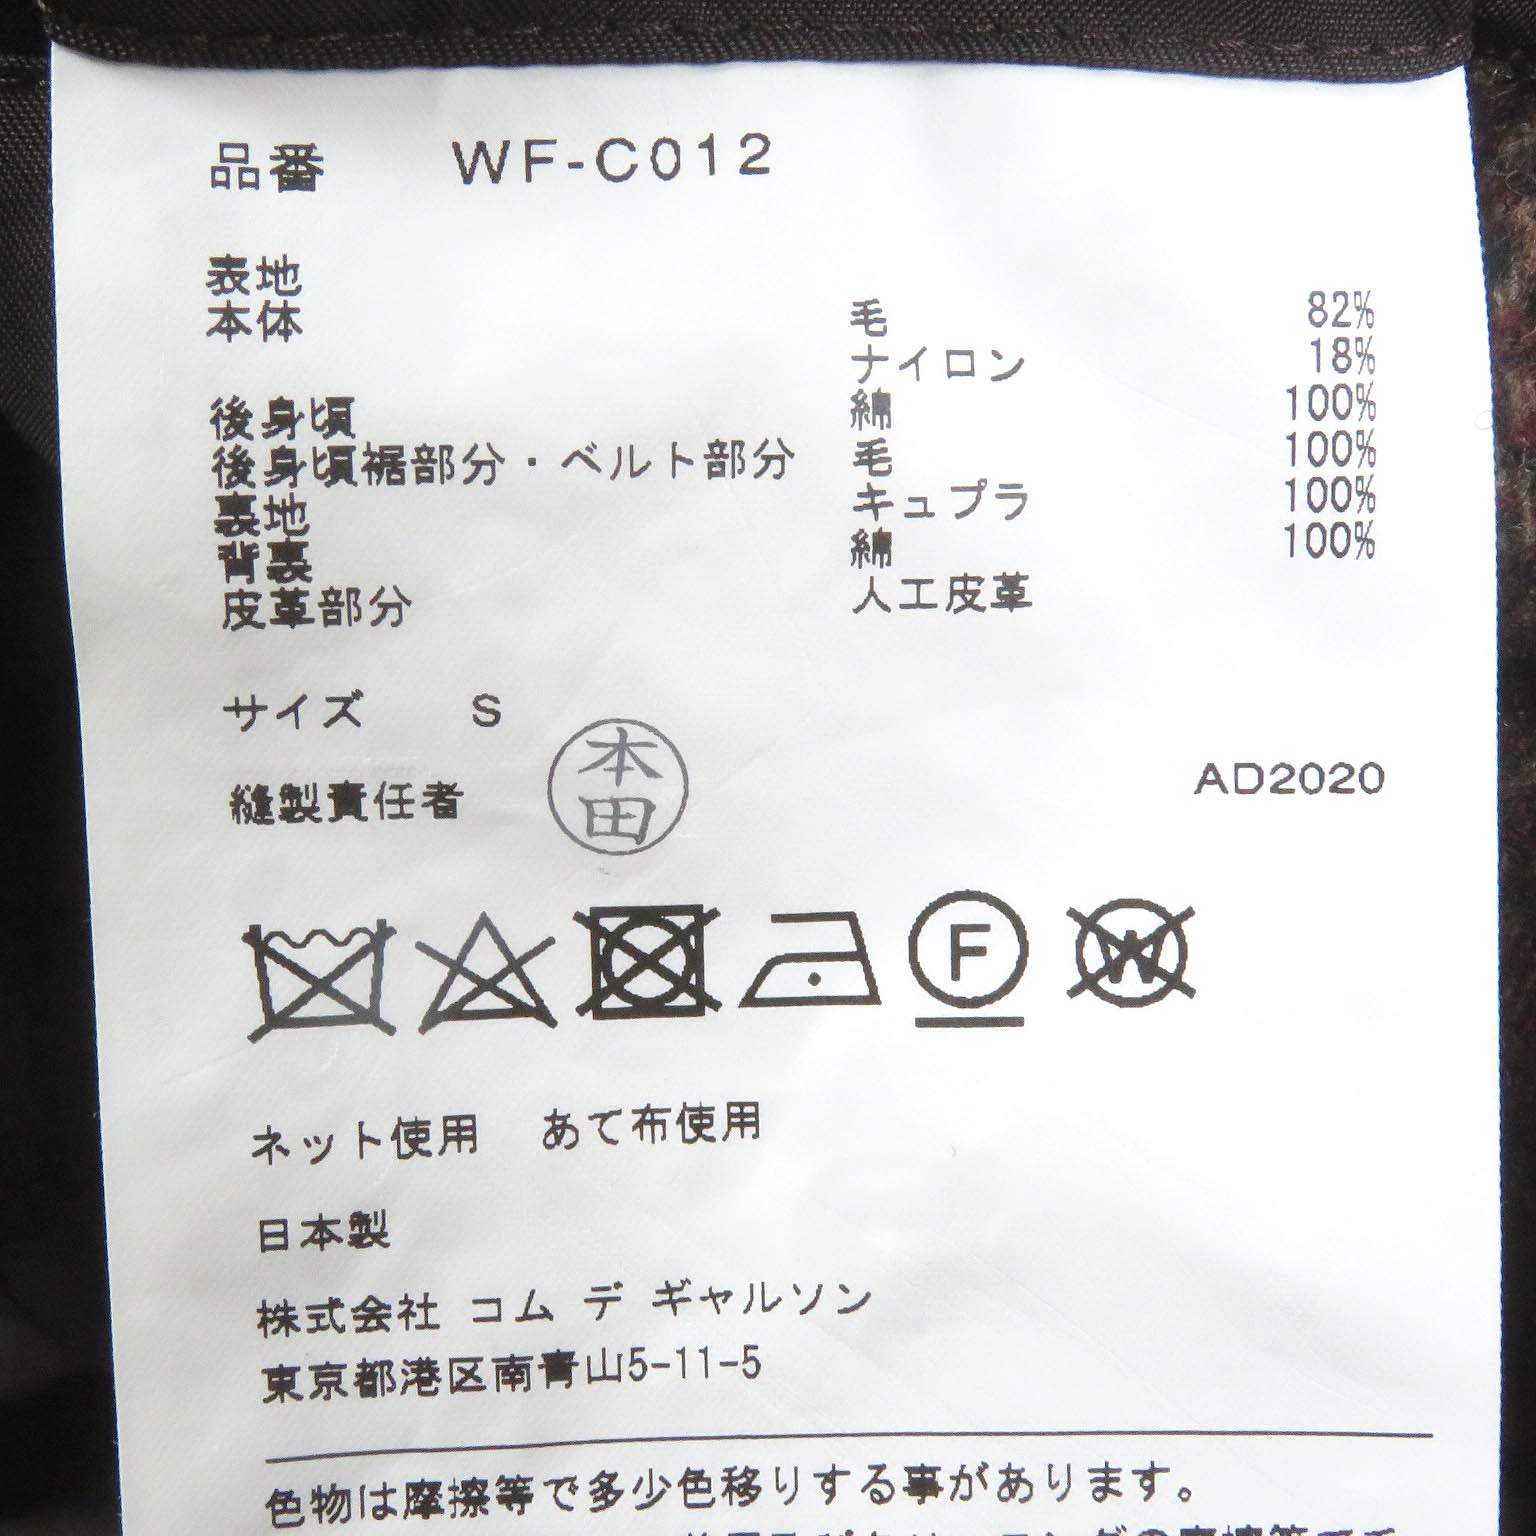 品番 WF-C012
表地
本体 毛 82%
ナイロン 18%
後身頃 綿 100%
後身頃裾部分・ベルト部分 毛 100%
裏地 キュプラ 100%
背裏 綿 100%
皮革部分 人工皮革
サイズ S
本田
縫製責任者 AD2020
F W
ネット使用 あて布使用
日本製
株式会社 コム デ ギャルソン
東京都港区南青山5-11-5
色物は摩擦等で多少色移りする事があります。